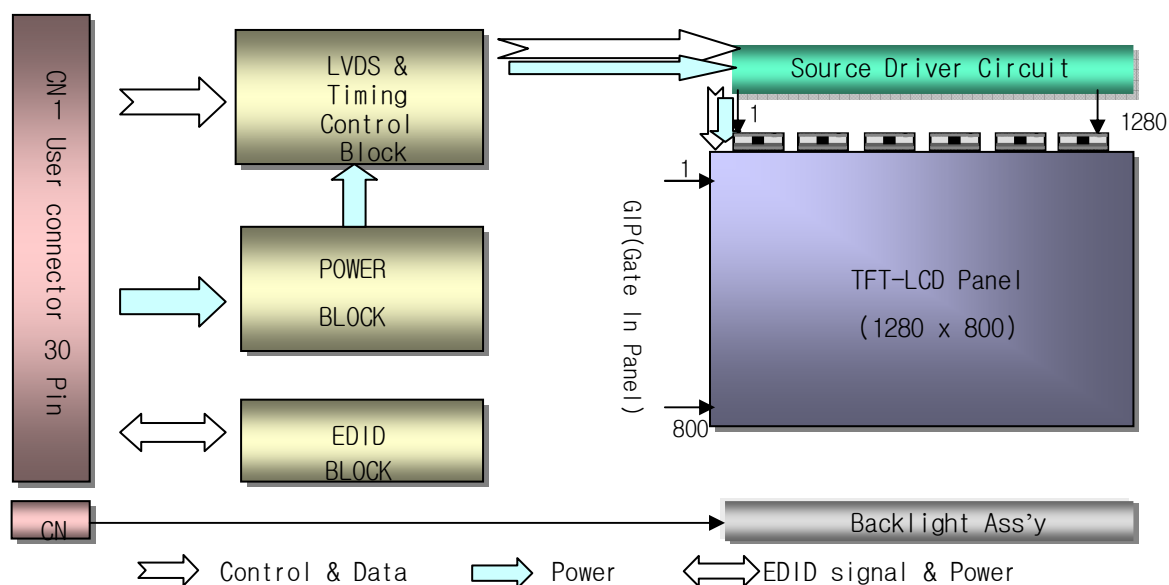 CN-1 User connector 30 Pin
LVDS &
Timing
Control
Block
Source Driver Circuit
1
1280
1
GIP(Gate In Panel)
800
POWER
BLOCK
TFT-LCD Panel
(1280 x 800)
EDID
BLOCK
CN
Backlight Ass'y
Control & Data
Power
EDID signal & Power